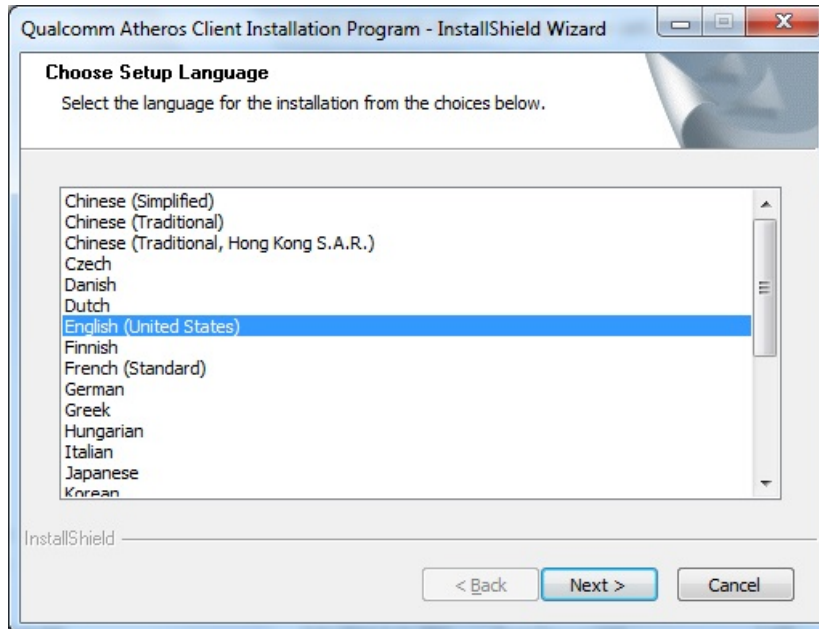 Qualcomm Atheros Client Installation Program - InstallShield Wizard
Choose Setup Language
Select the language for the installation from the choices below.
Chinese (Simplified)
Chinese (Traditional)
Chinese (Traditional, Hong Kong S.A.R.)
Czech
Danish
Dutch
English (United States)
Finnish
French (Standard)
German
Greek
Hungarian
Italian
Japanese
Korean
InstallShield
< Back
Next >
Cancel